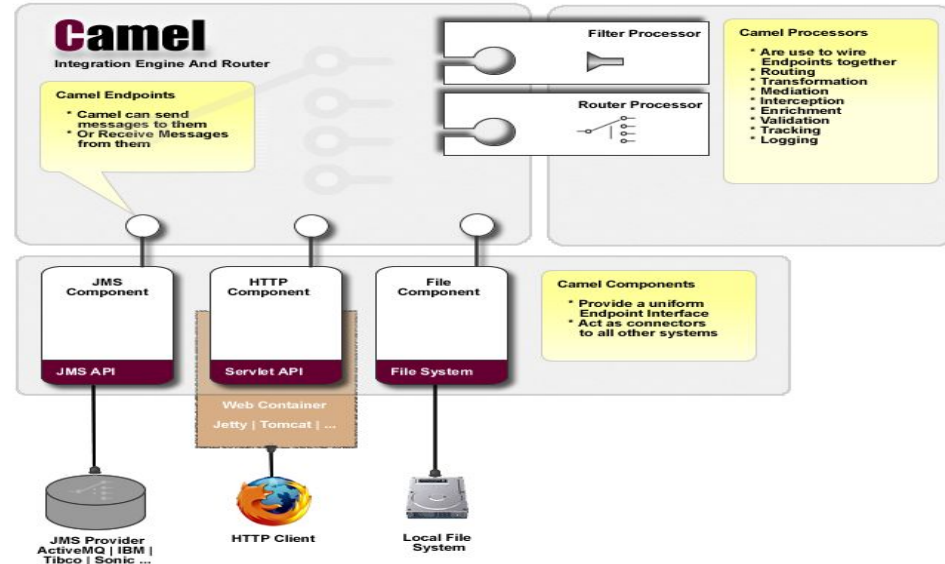 Camel
Integration Engine And Router
Camel Endpoints
* Camel can send
messages to them
* Or Receive Messages
from them
Filter Processor
Router Processor
Camel Processors
* Are use to wire
Endpoints together
* Routing
* Transformation
* Mediation
* Interception
* Enrichment
* Validation
* Tracking
* Logging
JMS
Component
JMS API
HTTP
Component
Servlet API
File
Component
File System
Camel Components
* Provide a uniform
Endpoint Interface
* Act as connectors
to all other systems
Web Container
Jetty | Tomcat | ...
JMS Provider
ActiveMQ | IBM |
Tibco | Sonic ...
HTTP Client
Local File
System